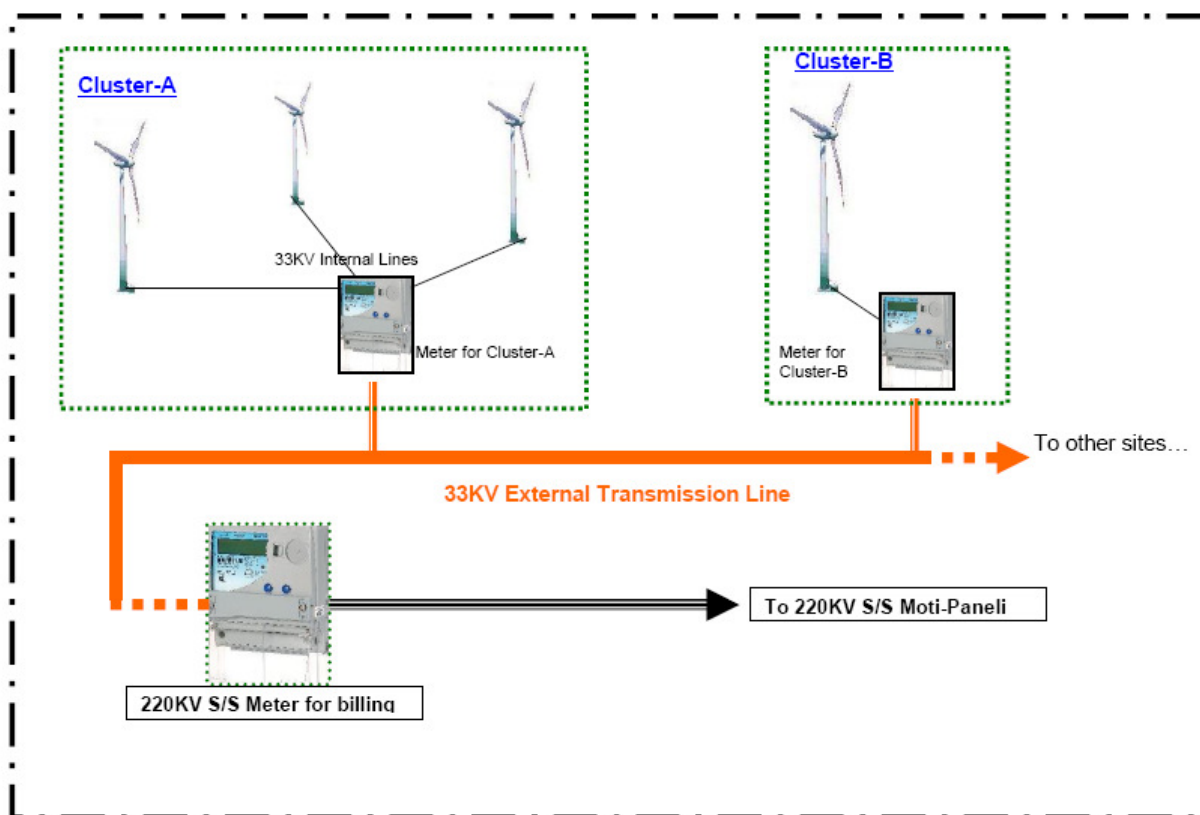 Cluster-A
Cluster-B
33KV Internal Lines
Meter for Cluster-A
Meter for
Cluster-B
To other sites…
33KV External Transmission Line
To 220KV S/S Moti-Paneli
220KV S/S Meter for billing